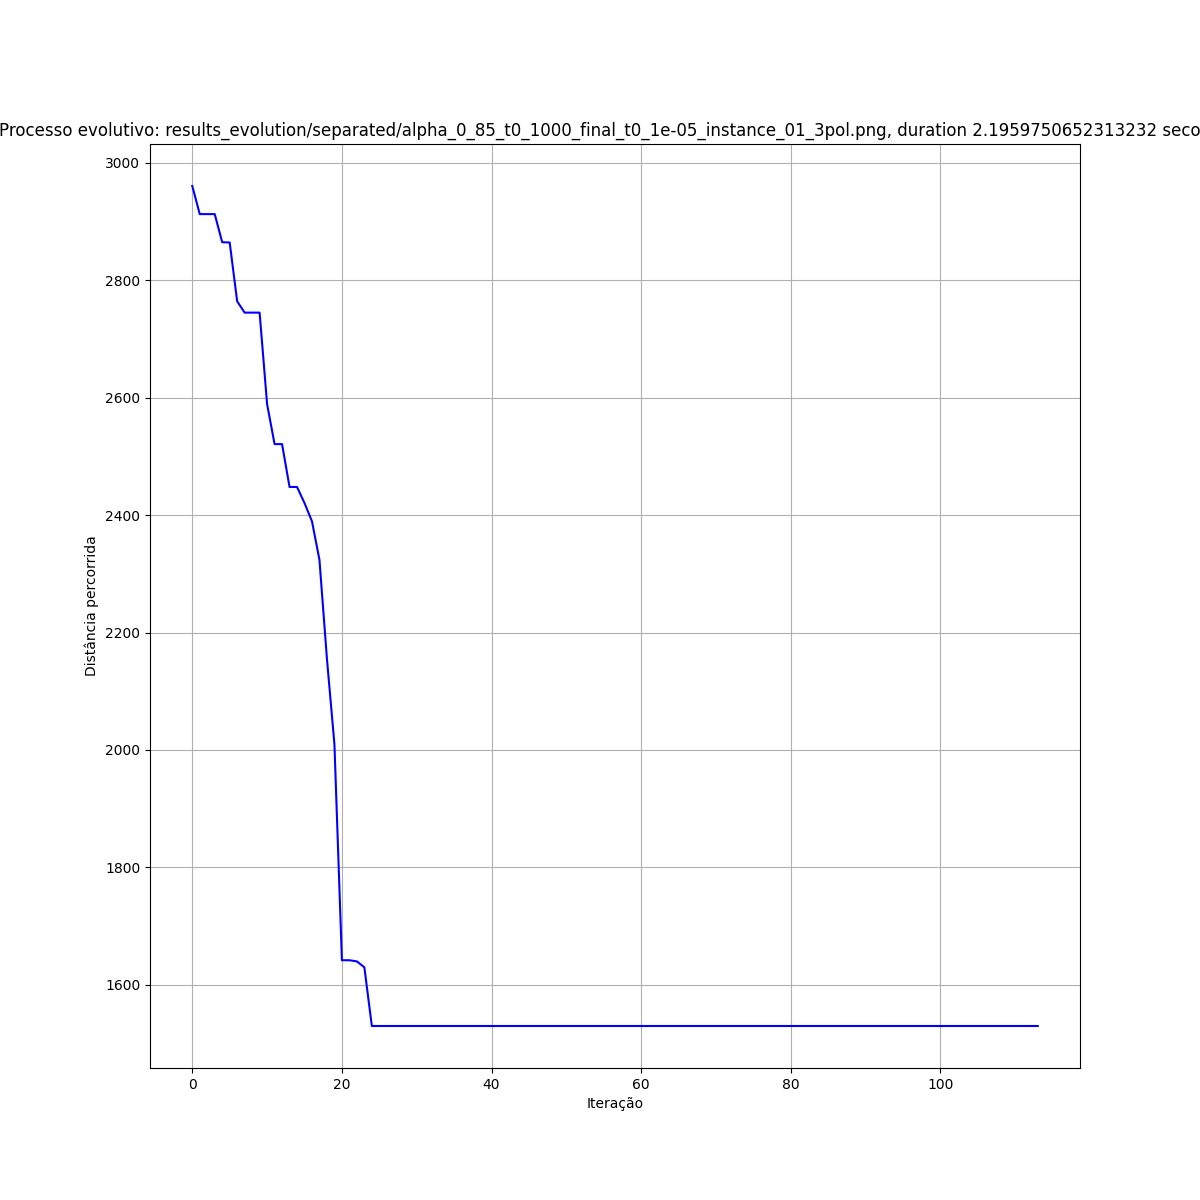 Processo evolutivo: results_evolution/separated/alpha_0_85_t0_1000_final_t0_1e-05_instance_01_3pol.png, duration 2.1959750652313232 seco
3000
2800
2600
2400
2200
2000
1800
1600
Distância percorrida
0 20 40 60 80 100
Iteração